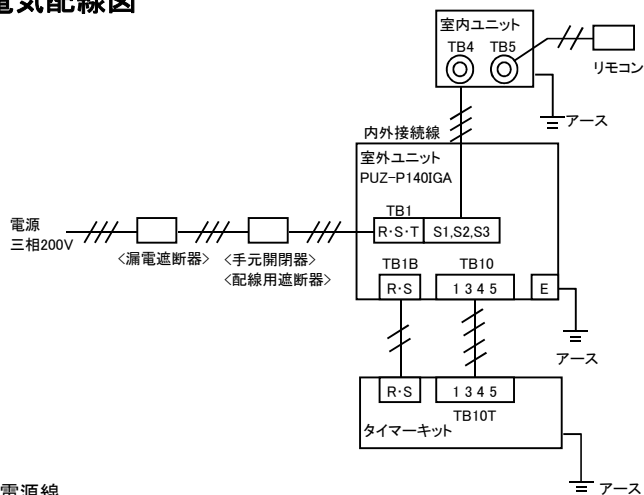 電気配線図
室内ユニット
TB4 TB5
リモコン
アース
内外接続線
室外ユニット
PUZ-P140IGA
TB1
電源
三相200V
R・S・T S1,S2,S3
<漏電遮断器>
<手元開閉器>
<配線用遮断器>
TB1B TB10
R・S 1 3 4 5 E
アース
R・S 1 3 4 5
TB10T
タイマーキット
アース
電源線